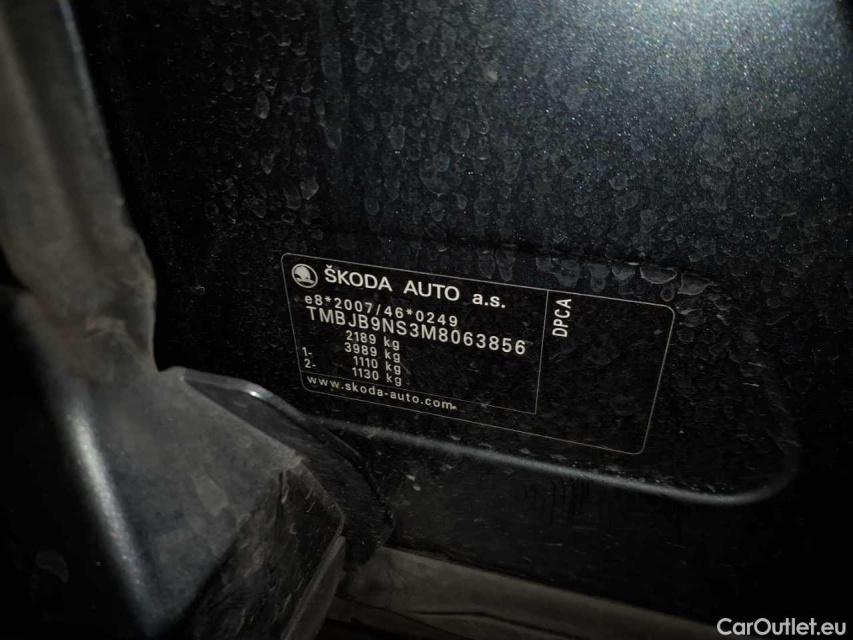 ŠKODA AUTO a.s.
e8*2007/46*0249
TMBJB9NS3M8063856
2189 kg
3989 kg
1- 1110 kg
2- 1130 kg
www.skoda-auto.com
DPCA
CarOutlet.eu